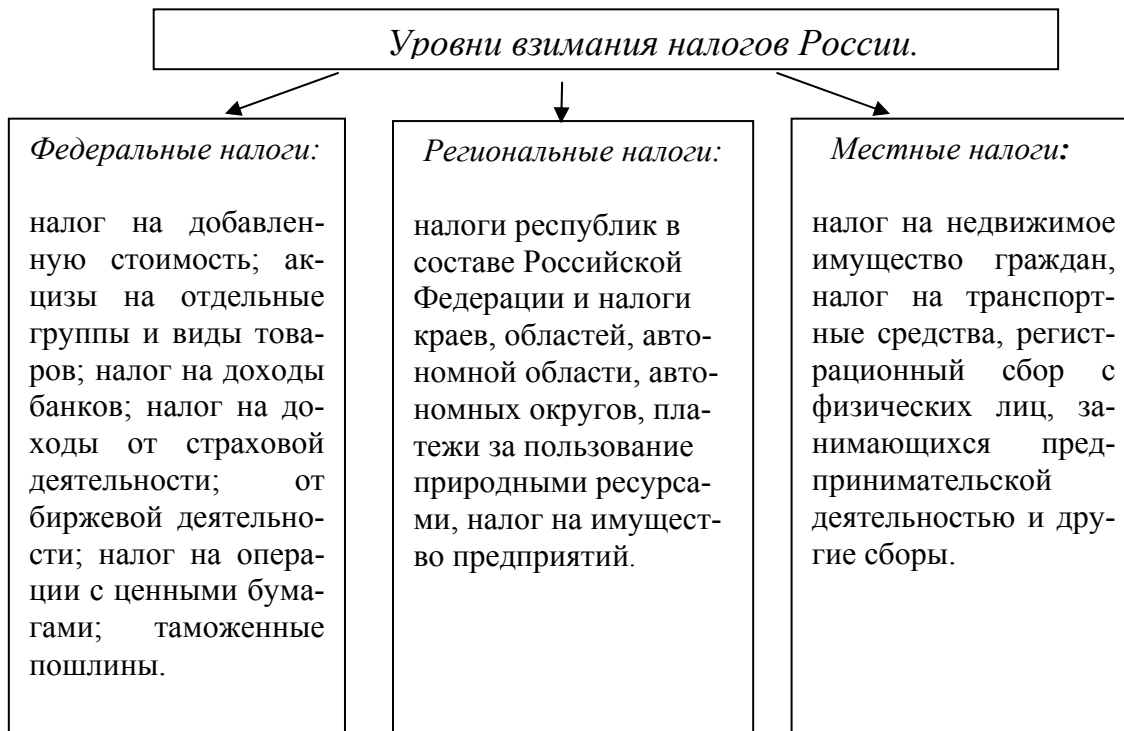 Уровни взимания налогов России.
Федеральные налоги:
налог на добавлен-
ную стоимость; ак-
цизы на отдельные
группы и виды това-
ров; налог на доходы
банков; налог на до-
ходы от страховой
деятельности; от
биржевой деятельно-
сти; налог на опера-
ции с ценными бума-
гами; таможенные
пошлины.
Региональные налоги:
налоги республик в
составе Российской
Федерации и налоги
краев, областей, авто-
номной области, авто-
номных округов, пла-
тежи за пользование
природными ресурса-
ми, налог на имущест-
во предприятий.
Местные налоги:
налог на недвижимое
имущество граждан,
налог на транспорт-
ные средства, регист-
рационный сбор с
физических лиц, за-
нимающихся пред-
принимательской
деятельностью и дру-
гие сборы.